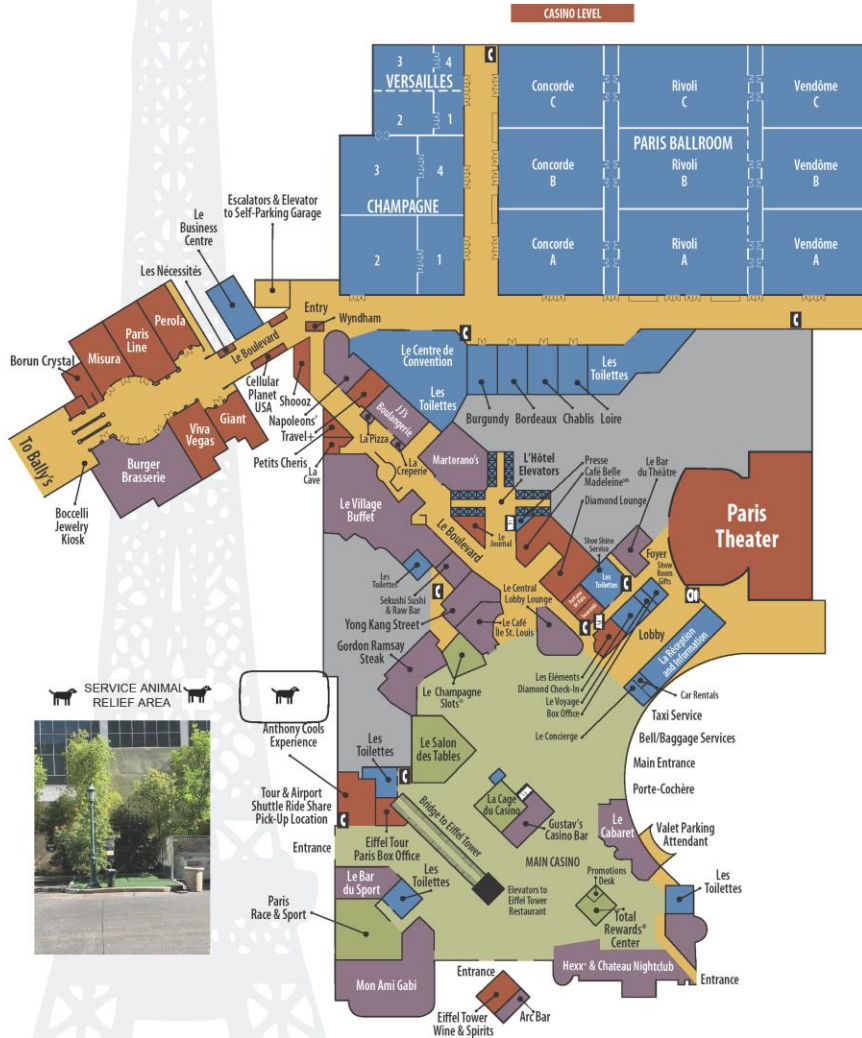 CASINO LEVEL
3
4
VERSAILLES
2
1
3
4
CHAMPAGNE
2
1
Concorde
C
Rivoli
C
Vendôme
C
PARIS BALLROOM
Concorde
B
Rivoli
B
Vendôme
B
Concorde
A
Rivoli
A
Vendôme
A
Escalators & Elevator
to Self-Parking Garage
Le
Business
Centre
Les Nécessités
Entry
Wyndham
Perola
Paris
Line
Misura
Borun Crystal
Le Boulevard
Cellular
Planet
USA
Shoooz
Napoleons'
Travel+
Petits Cheris
La
Cave
Giant
Viva
Vegas
Burger
Brasserie
To Bally's
Boccelli
Jewelry
Kiosk
Le Centre de
Convention
Les
Toilettes
Les
Toilettes
Burgundy
Bordeaux
Chablis
Loire
JJ's
Boulangerie
La Pizza
La
Creperie
Martorano's
L'Hôtel
Elevators
Presse
Café Belle
Madeleine
Diamond Lounge
Le Bar
du Théâtre
Paris
Theater
Le Village
Buffet
Le Boulevard
Le
Journal
Shoe Shine
Service
Les
Toilettes
Foyer
Show
Room
Gifts
Les
Toilettes
Sekushi Sushi
& Raw Bar
Yong Kang Street
Le Central
Lobby Lounge
Le Café
Île St. Louis
Gordon Ramsay
Steak
Lobby
La Réception
and Information
Le Champagne
Slots®
Les Eléments
Diamond Check-In
Le Voyage
Box Office
Le Concierge
Car Rentals
Taxi Service
Bell/Baggage Services
Main Entrance
Porte-Cochère
SERVICE ANIMAL
RELIEF AREA
Anthony Cools
Experience
Les
Toilettes
Le Salon
des Tables
Tour & Airport
Shuttle Ride Share
Pick-Up Location
Bridge to Eiffel Tower
La Cage
du Casino
Gustav's
Casino Bar
Le
Cabaret
Valet Parking
Attendant
Entrance
Eiffel Tour
Paris Box Office
MAIN CASINO
Le Bar
du Sport
Les
Toilettes
Elevators to
Eiffel Tower
Restaurant
Promotions
Desk
Total
Rewards®
Center
Les
Toilettes
Paris
Race & Sport
Mon Ami Gabi
Entrance
Hexx & Chateau Nightclub
Entrance
Eiffel Tower
Wine & Spirits
Arc Bar